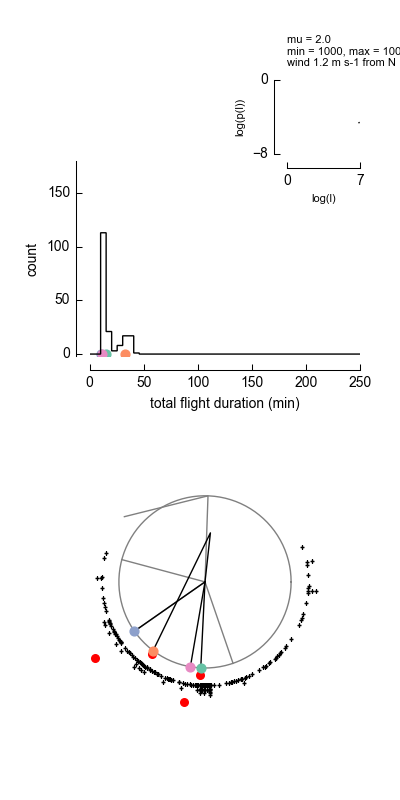 mu = 2.0
min = 1000, max = 100
wind 1.2 m s-1 from N
0
−8
log(p(l))
0 7
log(l)
150
100
50
0
count
0 50 100 150 200 250
total flight duration (min)